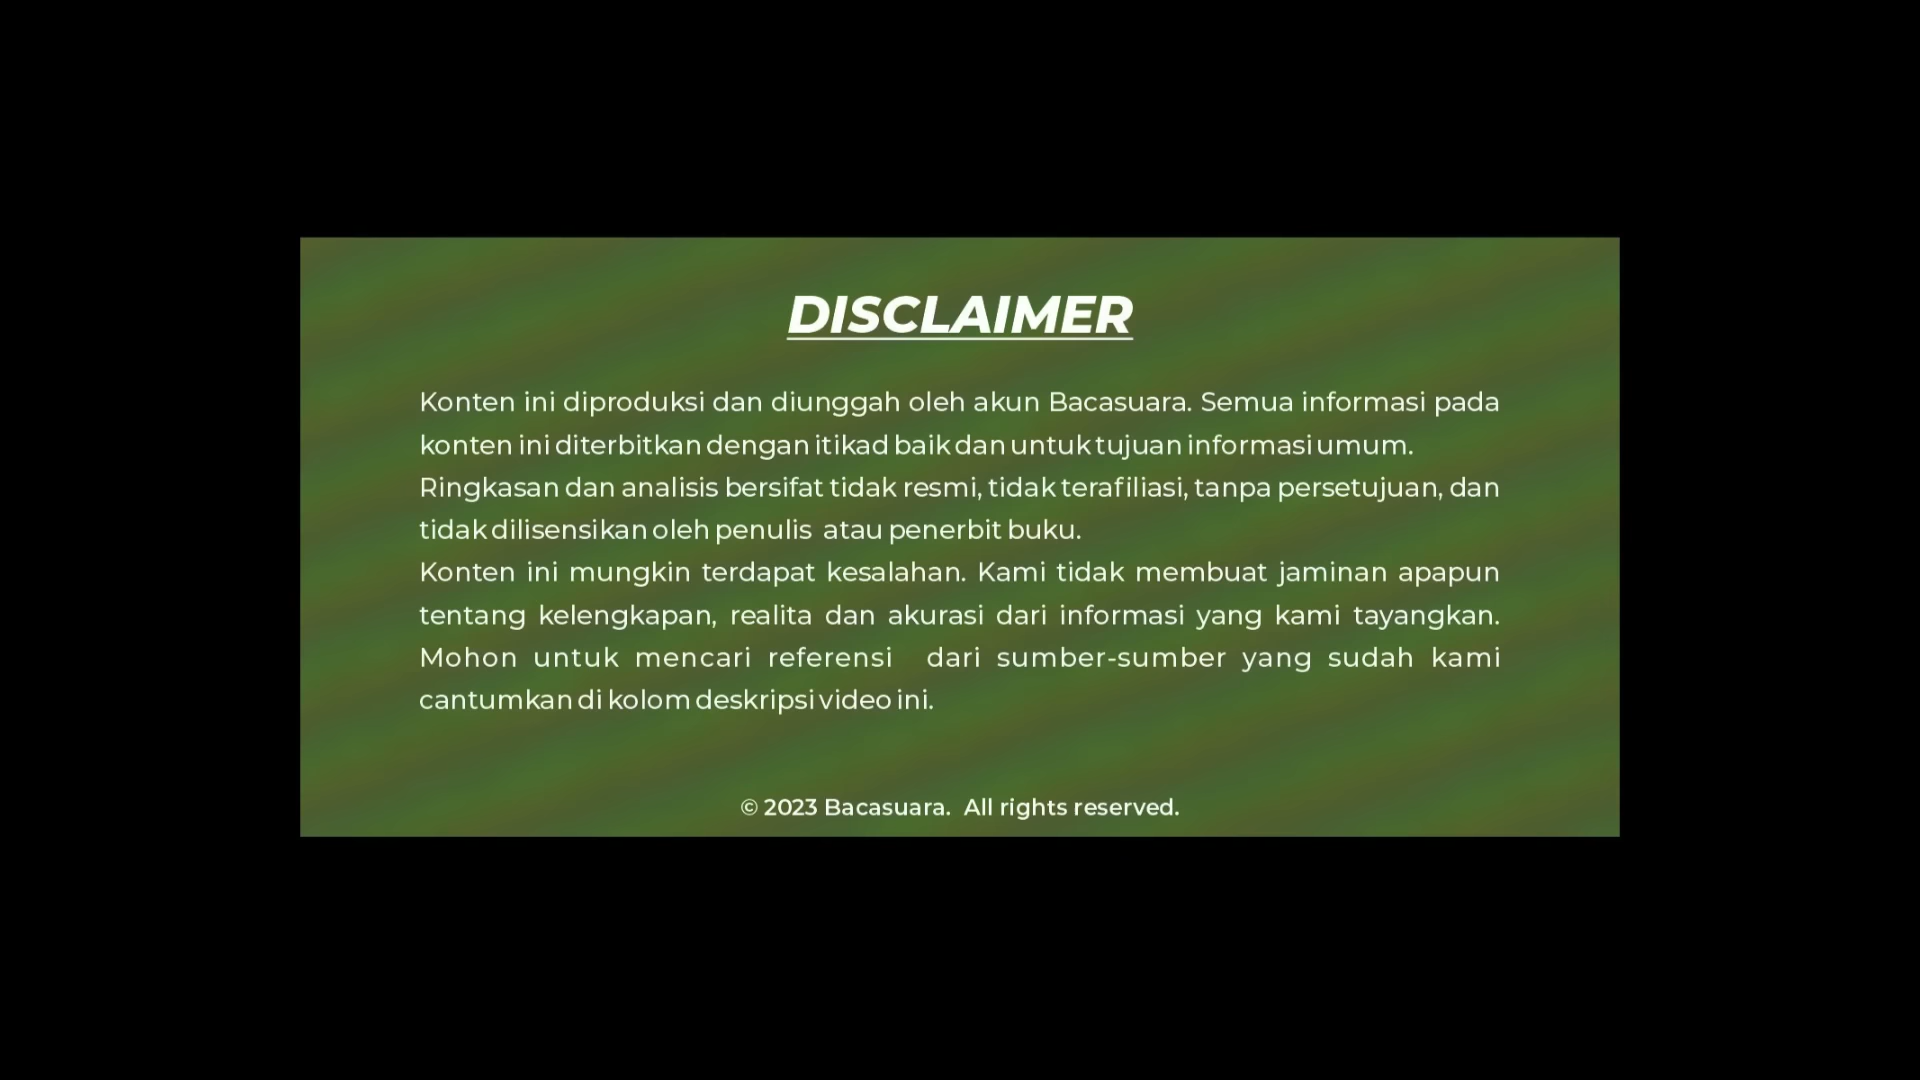 DISCLAIMER
Konten ini diproduksi dan diunggah oleh akun Bacasuara. Semua informasi pada
konten ini diterbitkan dengan itikad baik dan untuk tujuan informasi umum.
Ringkasan dan analisis bersifat tidak resmi, tidak terafiliasi, tanpa persetujuan, dan
tidak dilisensikan oleh penulis atau penerbit buku.
Konten ini mungkin terdapat kesalahan. Kami tidak membuat jaminan apapun
tentang kelengkapan, realita dan akurasi dari informasi yang kami tayangkan.
Mohon untuk mencari referensi dari sumber-sumber yang sudah kami
cantumkan di kolom deskripsi video ini.
© 2023 Bacasuara. All rights reserved.